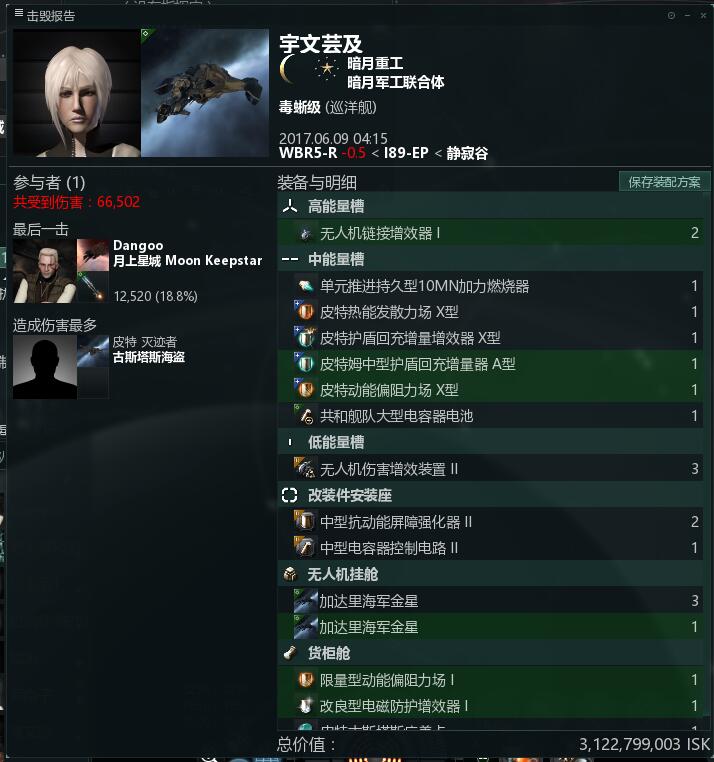 击毁报告
宇文芸及
暗月重工
暗月军工联合体
毒蜥级 (巡洋舰)
2017.06.09 04:15
WBR5-R -0.5 < I89-EP < 静寂谷
参与者 (1)
共受到伤害：66,502
最后一击
Dangoo
月上星城 Moon Keepstar
12,520 (18.8%)
造成伤害最多
皮特 灭迹者
古斯塔斯海盗
装备与明细
保存装配方案
高能量槽
无人机链接增效器 I 2
中能量槽
单元推进持久型10MN加力燃烧器 1
皮特热能发散力场 X型 1
皮特护盾回充增量增效器 X型 1
皮特姆中型护盾回充增量器 A型 1
皮特动能偏阻力场 X型 1
共和舰队大型电容器电池 1
低能量槽
无人机伤害增效装置 II 3
改装件安装座
中型抗动能屏障强化器 II 2
中型电容器控制电路 II 1
无人机挂舱
加达里海军金星 3
加达里海军金星 1
货柜舱
限量型动能偏阻力场 I 1
改良型电磁防护增效器 I 1
总价值： 3,122,799,003 ISK